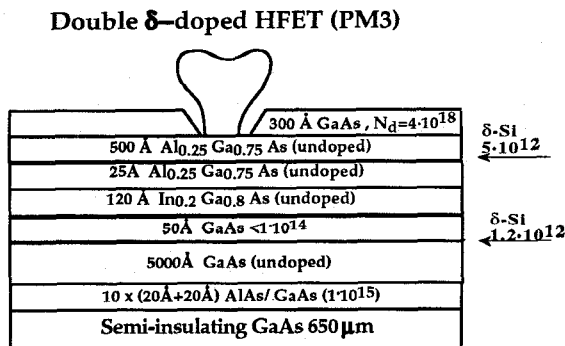 Double δ–doped HFET (PM3)
300 Å GaAs , Nd=4·10^18
500 Å Al0.25 Ga0.75 As (undoped)
δ-Si
5·10^12
25Å Al0.25 Ga0.75 As (undoped)
120 Å In0.2 Ga0.8 As (undoped)
50Å GaAs <1·10^14
δ-Si
1.2·10^12
5000Å GaAs (undoped)
10 x (20Å+20Å) AlAs/GaAs (1·10^15)
Semi-insulating GaAs 650 μm